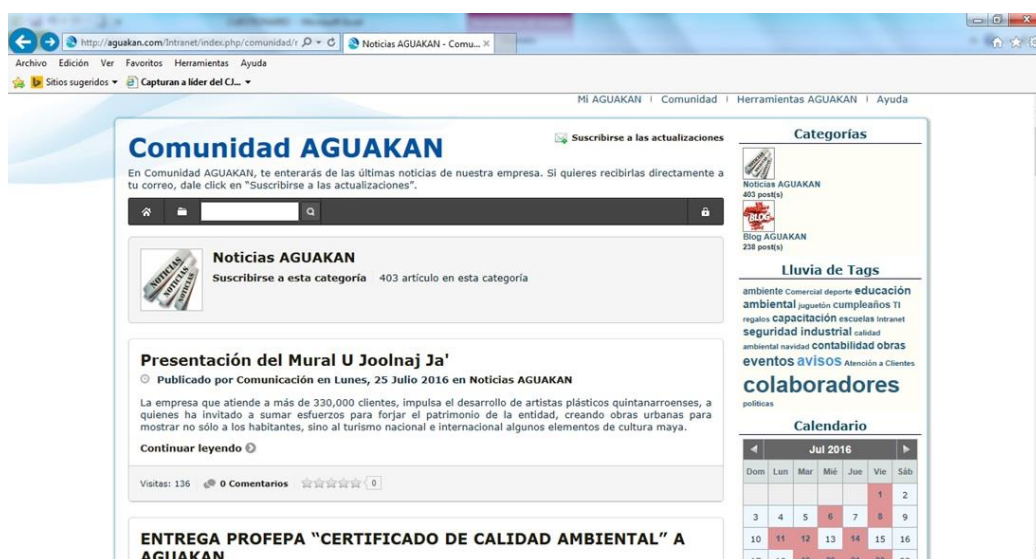 http://aguakan.com/Intranet/index.php/comunidad/r
Noticias AGUAKAN - Comu...
Archivo Edición Ver Favoritos Herramientas Ayuda
Sitios sugeridos Capturan a líder del CJ...
Mi AGUAKAN | Comunidad | Herramientas AGUAKAN | Ayuda
Comunidad AGUAKAN
Suscribirse a las actualizaciones
En Comunidad AGUAKAN, te enterarás de las últimas noticias de nuestra empresa. Si quieres recibirlas directamente a
tu correo, dale click en "Suscribirse a las actualizaciones".
NOTICIAS
NOTICIAS
NOTICIAS
Noticias AGUAKAN
Suscribirse a esta categoría 403 artículo en esta categoría
Presentación del Mural U Joolnaj Ja'
Publicado por Comunicación en Lunes, 25 Julio 2016 en Noticias AGUAKAN
La empresa que atiende a más de 330,000 clientes, impulsa el desarrollo de artistas plásticos quintanarroenses, a
quienes ha invitado a sumar esfuerzos para forjar el patrimonio de la entidad, creando obras urbanas para
mostrar no sólo a los habitantes, sino al turismo nacional e internacional algunos elementos de cultura maya.
Continuar leyendo
Visitas: 136 0 Comentarios 0
ENTREGA PROFEPA "CERTIFICADO DE CALIDAD AMBIENTAL" A
AGUAKAN
Categorías
Noticias AGUAKAN
403 post(s)
BLOG
Blog AGUAKAN
238 post(s)
Lluvia de Tags
ambiente Comercial deporte educación
ambiental juguetón cumpleaños TI
regalos capacitación escuelas Intranet
seguridad industrial calidad
ambiental navidad contabilidad obras
eventos avisos Atención a Clientes
colaboradores
políticas
Calendario
Jul 2016
Dom Lun Mar Mié Jue Vie Sáb
1 2
3 4 5 6 7 8 9
10 11 12 13 14 15 16